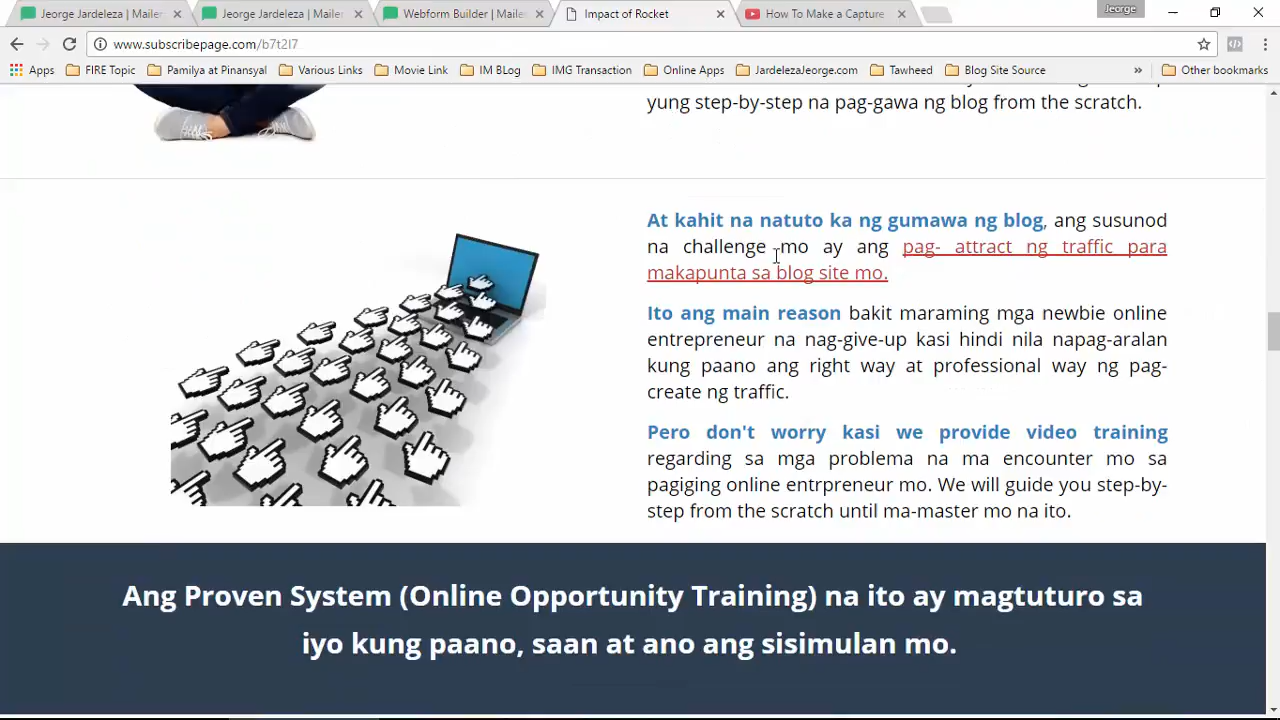 Jeorge Jardeleza | Mailer
Jeorge Jardeleza | Mailer
Webform Builder | Maile
Impact of Rocket
How To Make a Capture
Jeorge
www.subscribepage.com/b7t2l7
Apps
FIRE Topic
Pamilya at Pinansyal
Various Links
Movie Link
IM BLog
IMG Transaction
Online Apps
JardelezaJeorge.com
Tawheed
Blog Site Source
»
Other bookmarks
yung step-by-step na pag-gawa ng blog from the scratch.
At kahit na natuto ka ng gumawa ng blog, ang susunod
na challenge mo ay ang pag- attract ng traffic para
makapunta sa blog site mo.
Ito ang main reason bakit maraming mga newbie online
entrepreneur na nag-give-up kasi hindi nila napag-aralan
kung paano ang right way at professional way ng pag-
create ng traffic.
Pero don't worry kasi we provide video training
regarding sa mga problema na ma encounter mo sa
pagiging online entrpreneur mo. We will guide you step-by-
step from the scratch until ma-master mo na ito.
Ang Proven System (Online Opportunity Training) na ito ay magtuturo sa
iyo kung paano, saan at ano ang sisimulan mo.